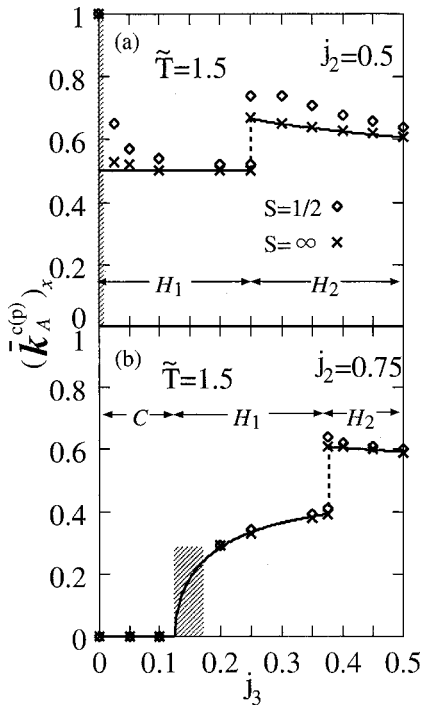 1
(a)
T̃=1.5
j₂=0.5
0.8
0.6
0.4
S=1/2
S=∞
0.2
H₁
H₂
0
(k̄_A^{c(p)})_x
1
(b)
T̃=1.5
j₂=0.75
0.8
C
H₁
H₂
0.6
0.4
0.2
0
0 0.1 0.2 0.3 0.4 0.5
j₃